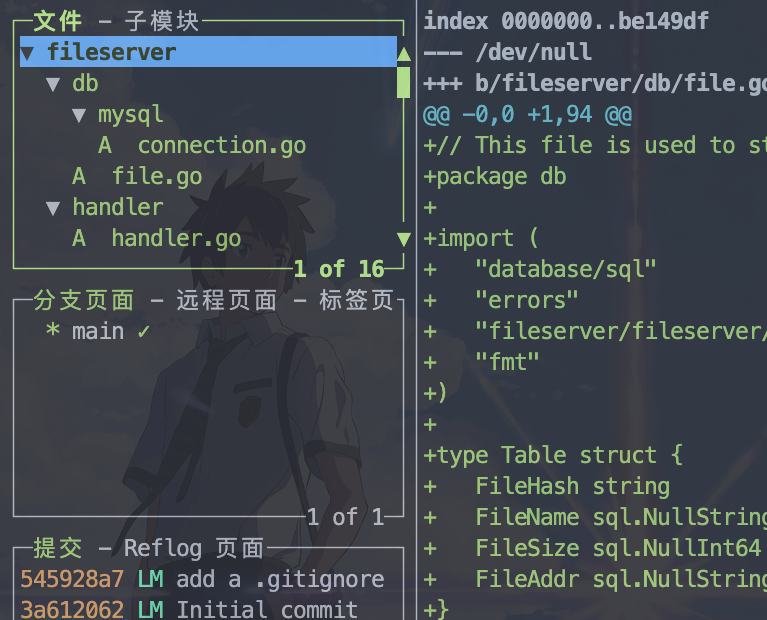 文件 - 子模块
▼ fileserver
▼ db
▼ mysql
A connection.go
A file.go
▼ handler
A handler.go
1 of 16
分支页面 - 远程页面 - 标签页
* main ✓
1 of 1
提交 - Reflog 页面
545928a7 LM add a .gitignore
3a612062 LM Initial commit
index 0000000..be149df
--- /dev/null
+++ b/fileserver/db/file.go
@@ -0,0 +1,94 @@
+// This file is used to st
+package db
+
+import (
+ "database/sql"
+ "errors"
+ "fileserver/fileserver/
+ "fmt"
+)
+
+type Table struct {
+ FileHash string
+ FileName sql.NullString
+ FileSize sql.NullInt64
+ FileAddr sql.NullString
+}